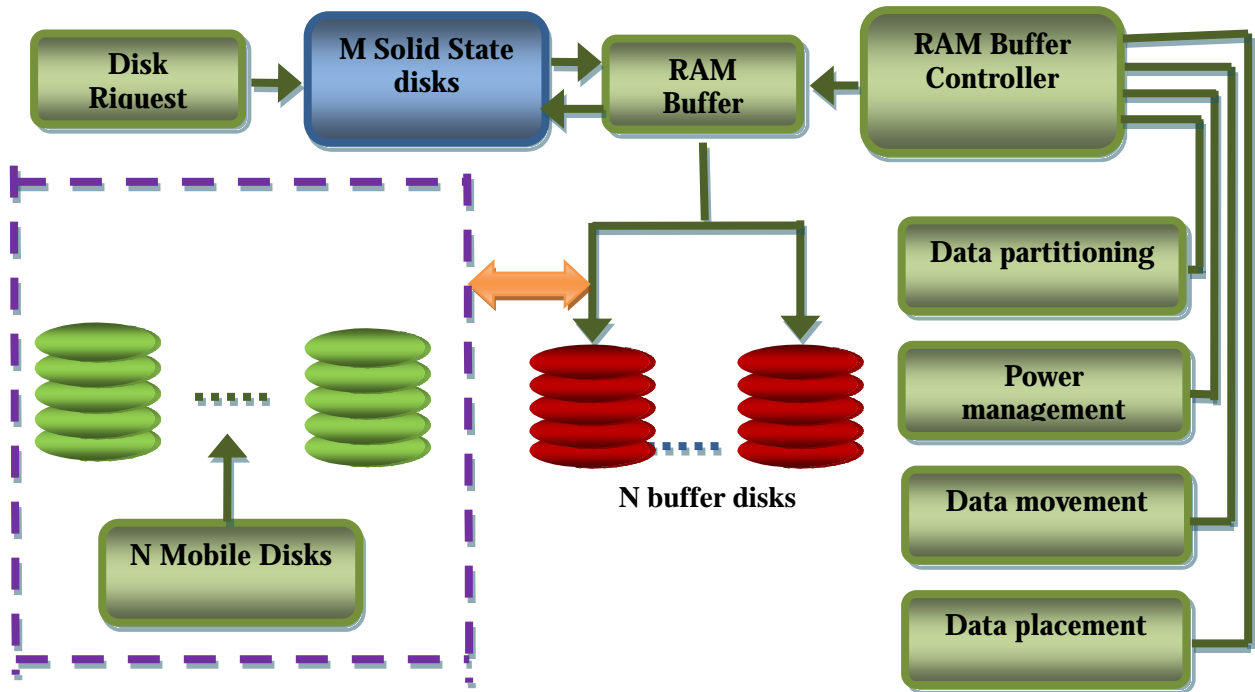 Disk
Riquest
M Solid State
disks
RAM
Buffer
RAM Buffer
Controller
Data partitioning
Power
management
Data movement
Data placement
N buffer disks
N Mobile Disks